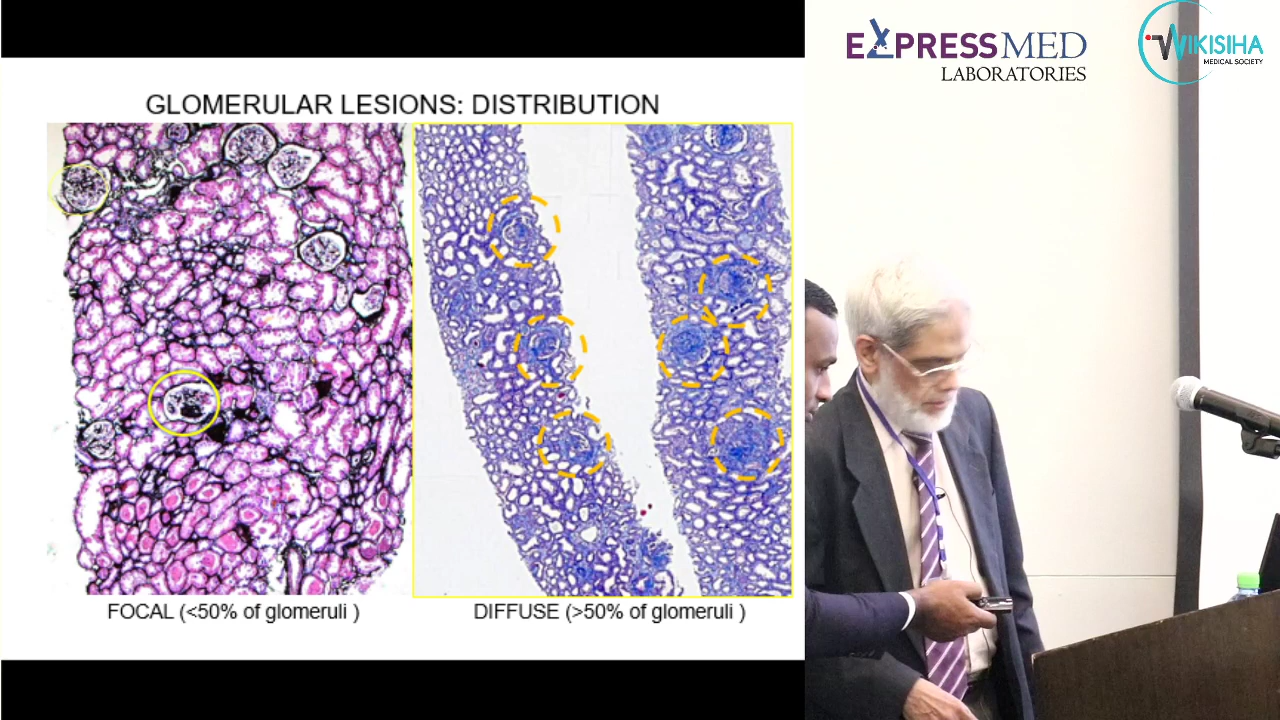 GLOMERULAR LESIONS: DISTRIBUTION
FOCAL (<50% of glomeruli )
DIFFUSE (>50% of glomeruli )
EXPRESSMED
LABORATORIES
WIKISIHA
MEDICAL SOCIETY